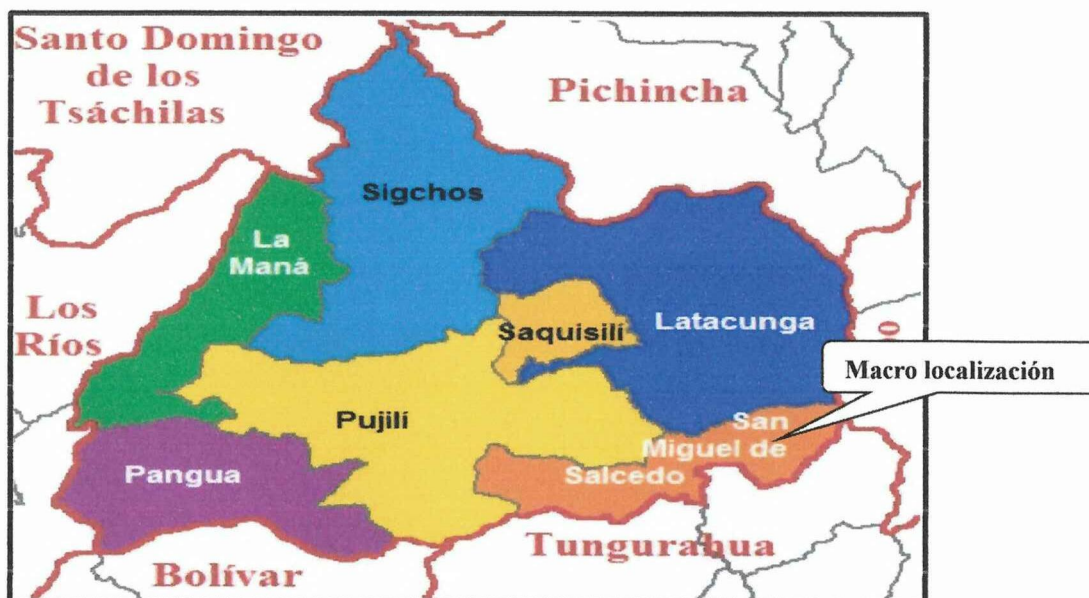 Santo Domingo
de los
Tsáchilas
Pichincha
Sigchos
La
Maná
Los
Ríos
Saquisilí
Latacunga
o
Macro localización
Pujilí
San
Miguel de
Salcedo
Pangua
Tungurahua
Bolívar